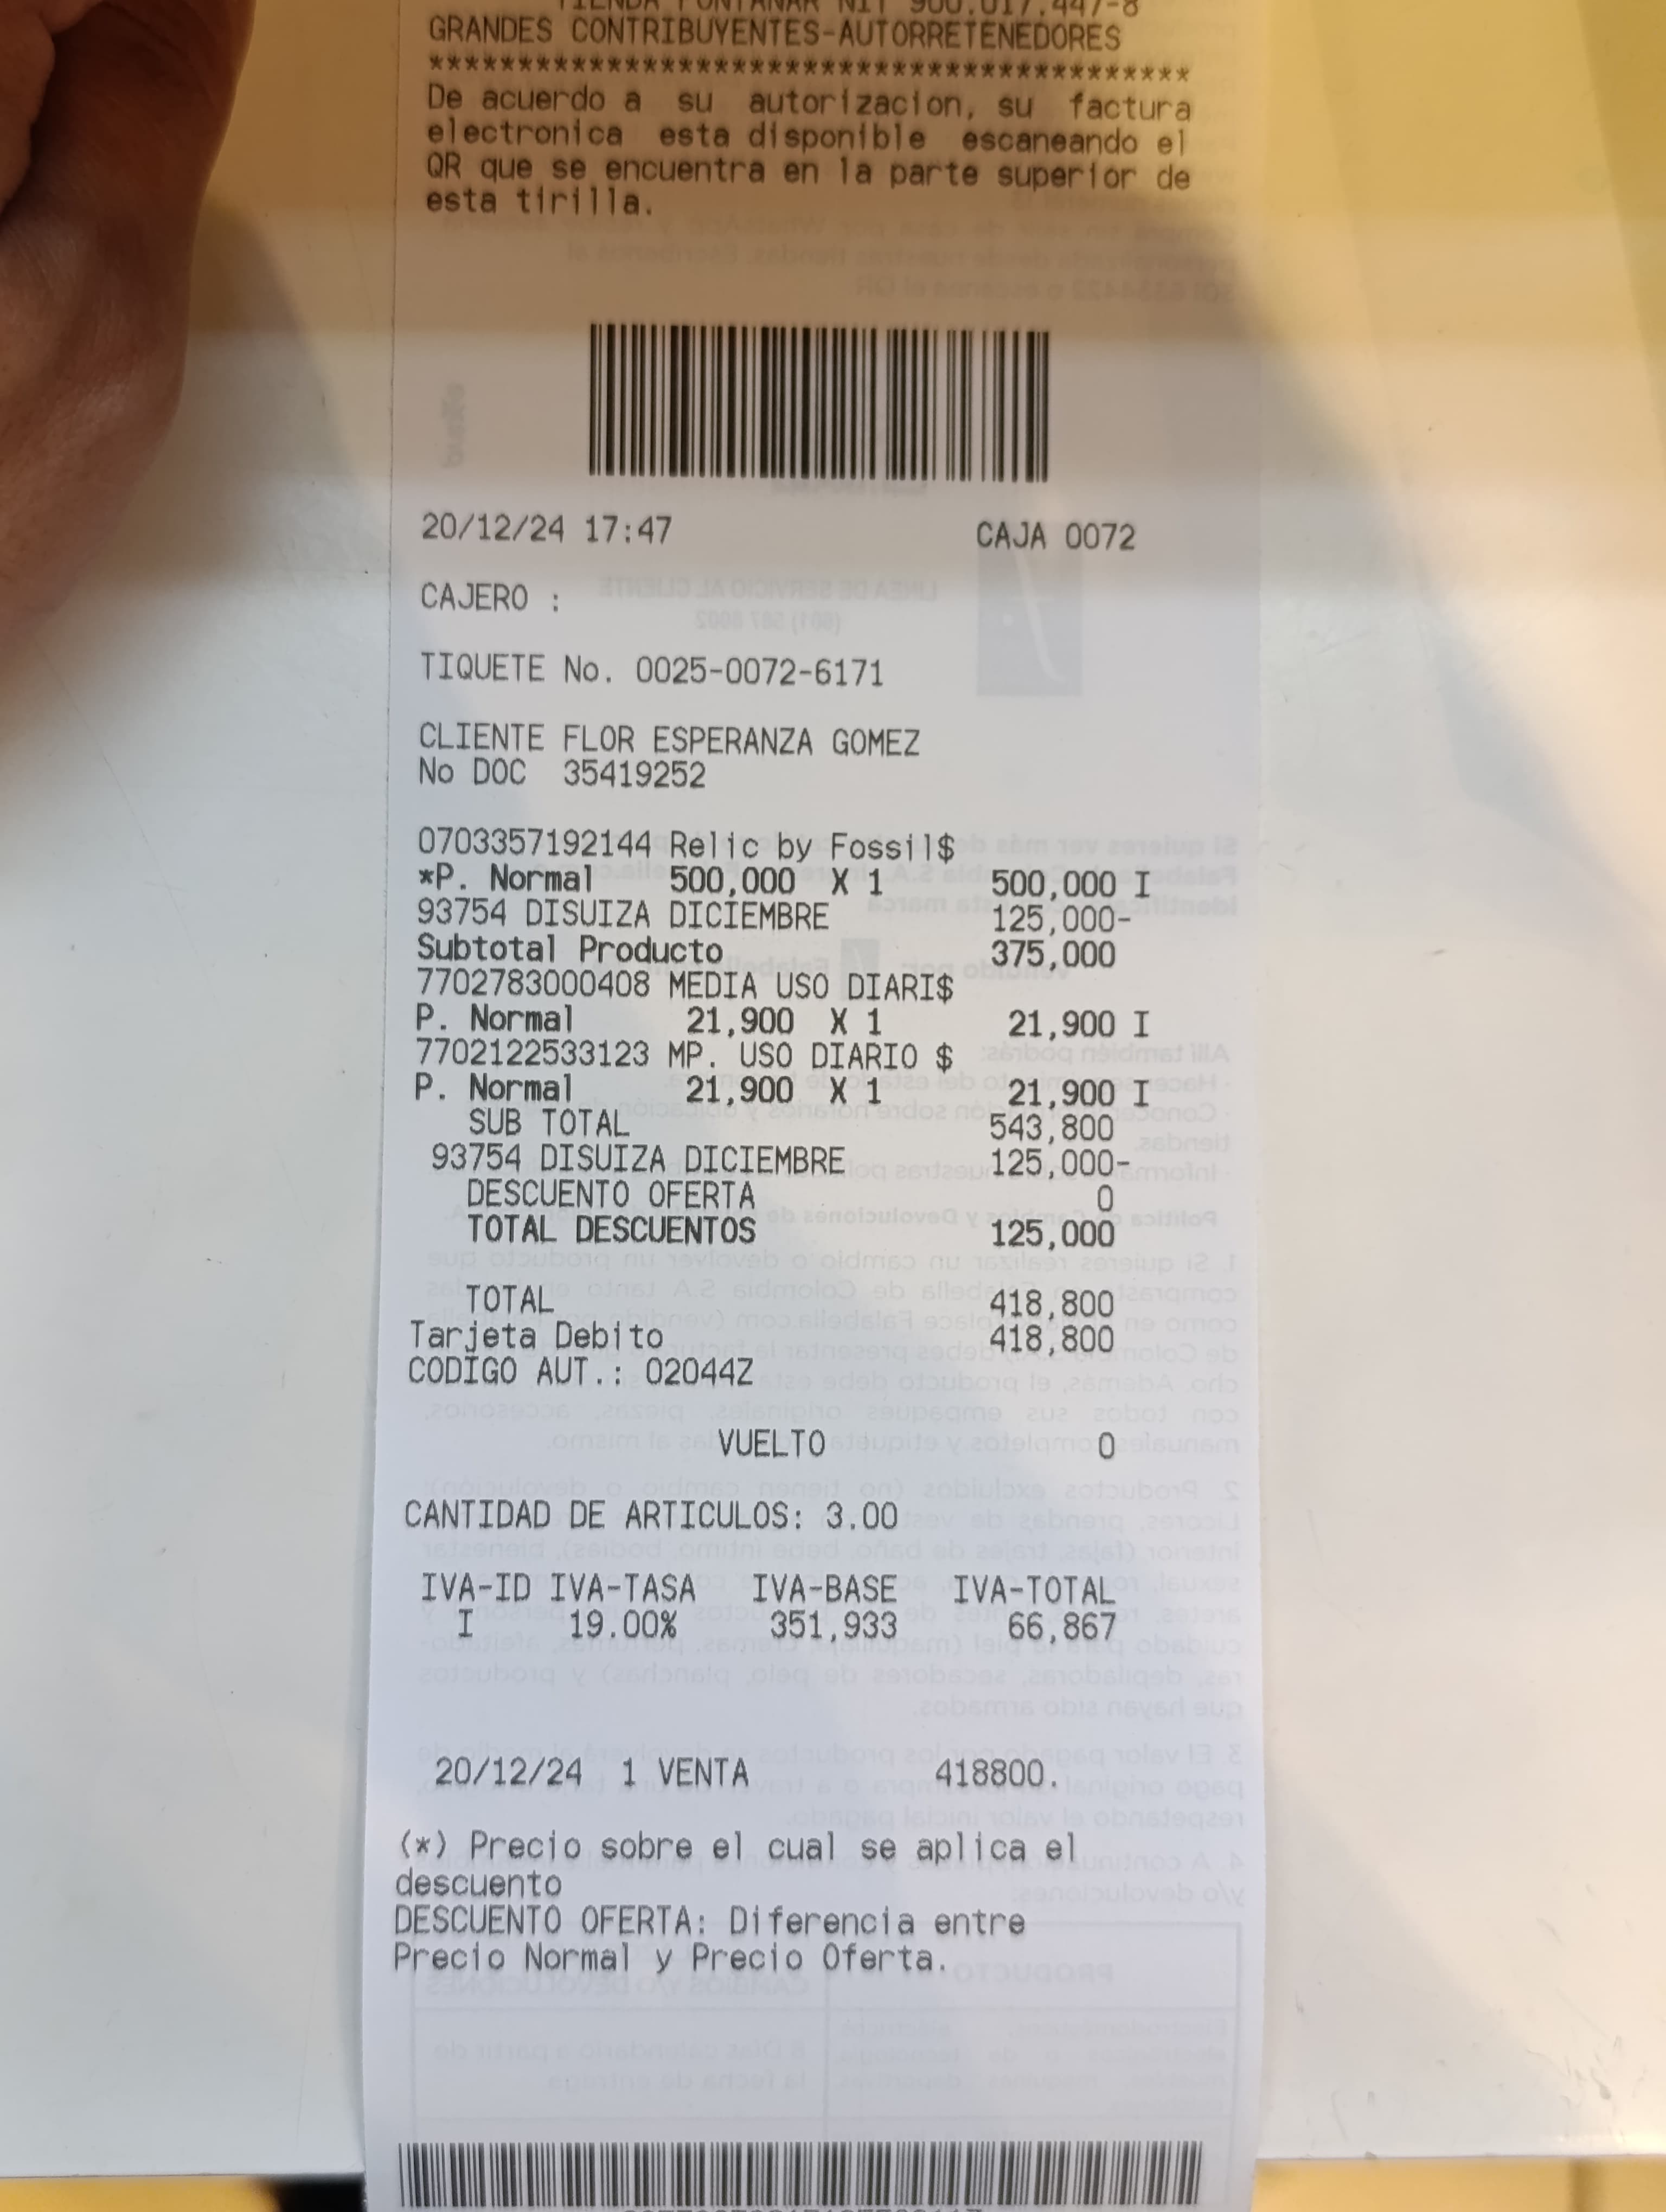 TIENDA FONTANAR NIT 900.017.447-8
GRANDES CONTRIBUYENTES-AUTORRETENEDORES
*******************************************
De acuerdo a su autorizacion, su factura
electronica esta disponible escaneando el
QR que se encuentra en la parte superior de
esta tirilla.
20/12/24 17:47 CAJA 0072
CAJERO :
TIQUETE No. 0025-0072-6171
CLIENTE FLOR ESPERANZA GOMEZ
No DOC 35419252
0703357192144 Relic by Fossil$
*P. Normal 500,000 X 1 500,000 I
93754 DISUIZA DICIEMBRE 125,000-
Subtotal Producto 375,000
7702783000408 MEDIA USO DIARI$
P. Normal 21,900 X 1 21,900 I
7702122533123 MP. USO DIARIO $
P. Normal 21,900 X 1 21,900 I
SUB TOTAL 543,800
93754 DISUIZA DICIEMBRE 125,000-
DESCUENTO OFERTA 0
TOTAL DESCUENTOS 125,000
TOTAL 418,800
Tarjeta Debito 418,800
CODIGO AUT.: 02044Z
VUELTO 0
CANTIDAD DE ARTICULOS: 3.00
IVA-ID IVA-TASA IVA-BASE IVA-TOTAL
I 19.00% 351,933 66,867
20/12/24 1 VENTA 418800.
(*) Precio sobre el cual se aplica el
descuento
DESCUENTO OFERTA: Diferencia entre
Precio Normal y Precio Oferta.